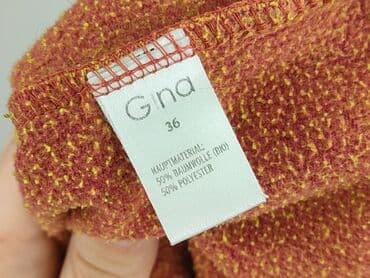 Gina
36
HAUPTMATERIAL:
50% BAUMWOLLE (BIO)
50% POLYESTER